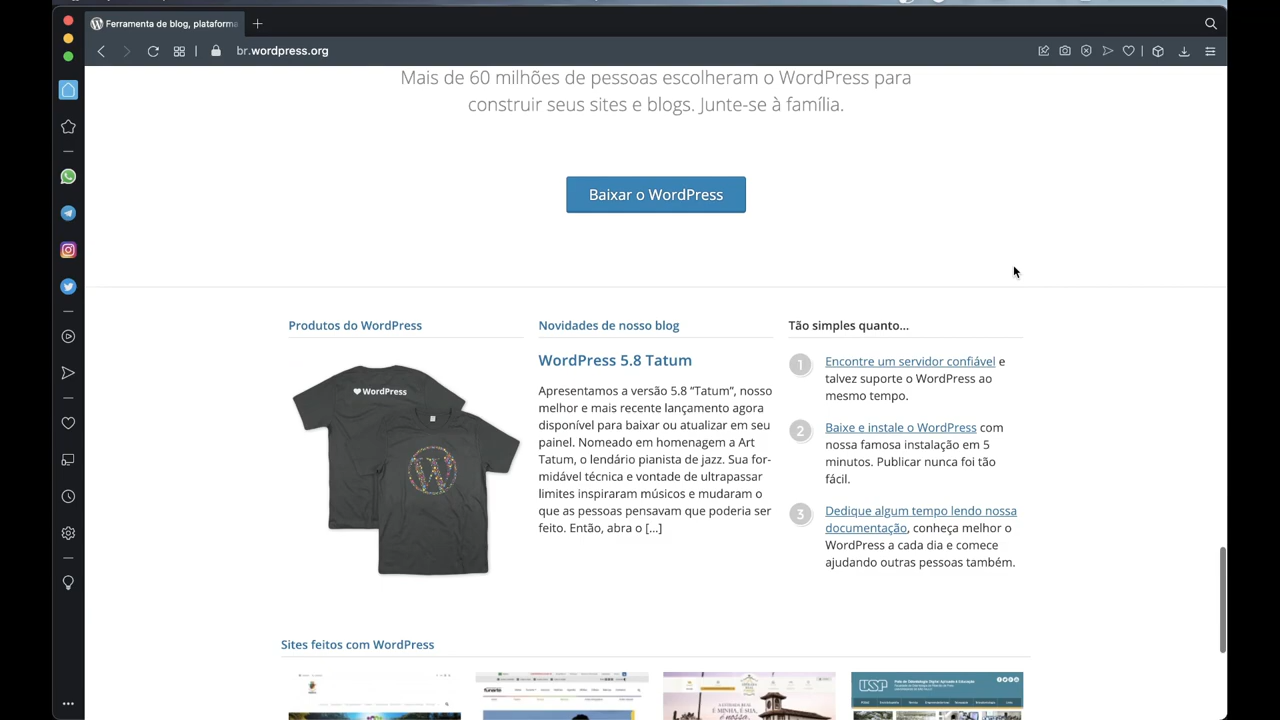 Ferramenta de blog, plataforma
br.wordpress.org
Mais de 60 milhões de pessoas escolheram o WordPress para
construir seus sites e blogs. Junte-se à família.
Baixar o WordPress
Produtos do WordPress
WordPress
Novidades de nosso blog
WordPress 5.8 Tatum
Apresentamos a versão 5.8 “Tatum”, nosso
melhor e mais recente lançamento agora
disponível para baixar ou atualizar em seu
painel. Nomeado em homenagem a Art
Tatum, o lendário pianista de jazz. Sua for-
midável técnica e vontade de ultrapassar
limites inspiraram músicos e mudaram o
que as pessoas pensavam que poderia ser
feito. Então, abra o [...]
Tão simples quanto...
1
Encontre um servidor confiável e
talvez suporte o WordPress ao
mesmo tempo.
2
Baixe e instale o WordPress com
nossa famosa instalação em 5
minutos. Publicar nunca foi tão
fácil.
3
Dedique algum tempo lendo nossa
documentação, conheça melhor o
WordPress a cada dia e comece
ajudando outras pessoas também.
Sites feitos com WordPress
funarte
USP